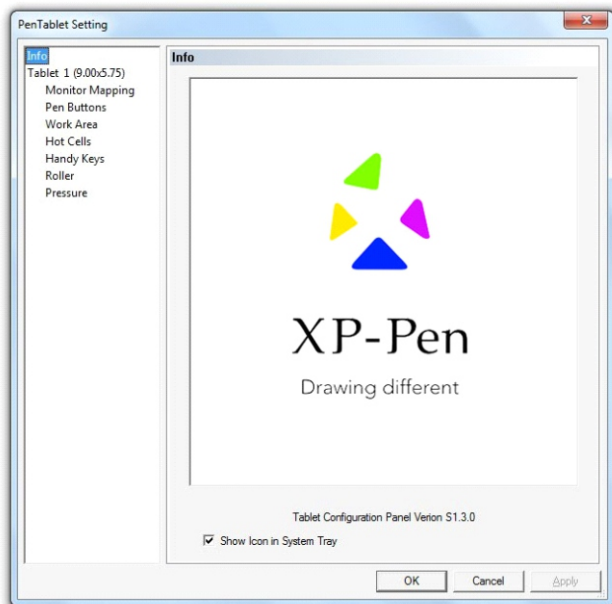 PenTablet Setting
Info
Tablet 1 (9.00x5.75)
Monitor Mapping
Pen Buttons
Work Area
Hot Cells
Handy Keys
Roller
Pressure
Info
XP-Pen
Drawing different
Tablet Configuration Panel Verion S1.3.0
Show Icon in System Tray
OK Cancel Apply